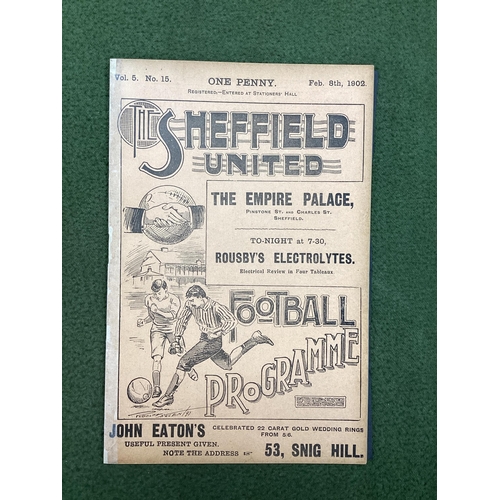 Vol. 5. No. 15. ONE PENNY. Feb. 8th, 1902.
REGISTERED.—ENTERED AT STATIONERS' HALL
THE SHEFFIELD
UNITED
THE EMPIRE PALACE,
PINSTONE ST. AND CHARLES ST.
SHEFFIELD.
TO-NIGHT at 7-30,
ROUSBY'S ELECTROLYTES.
Electrical Review in Four Tableaux
FOOTBALL
PROGRAMME
JOHN EATON'S CELEBRATED 22 CARAT GOLD WEDDING RINGS
FROM 5/6.
USEFUL PRESENT GIVEN.
NOTE THE ADDRESS 53, SNIG HILL.